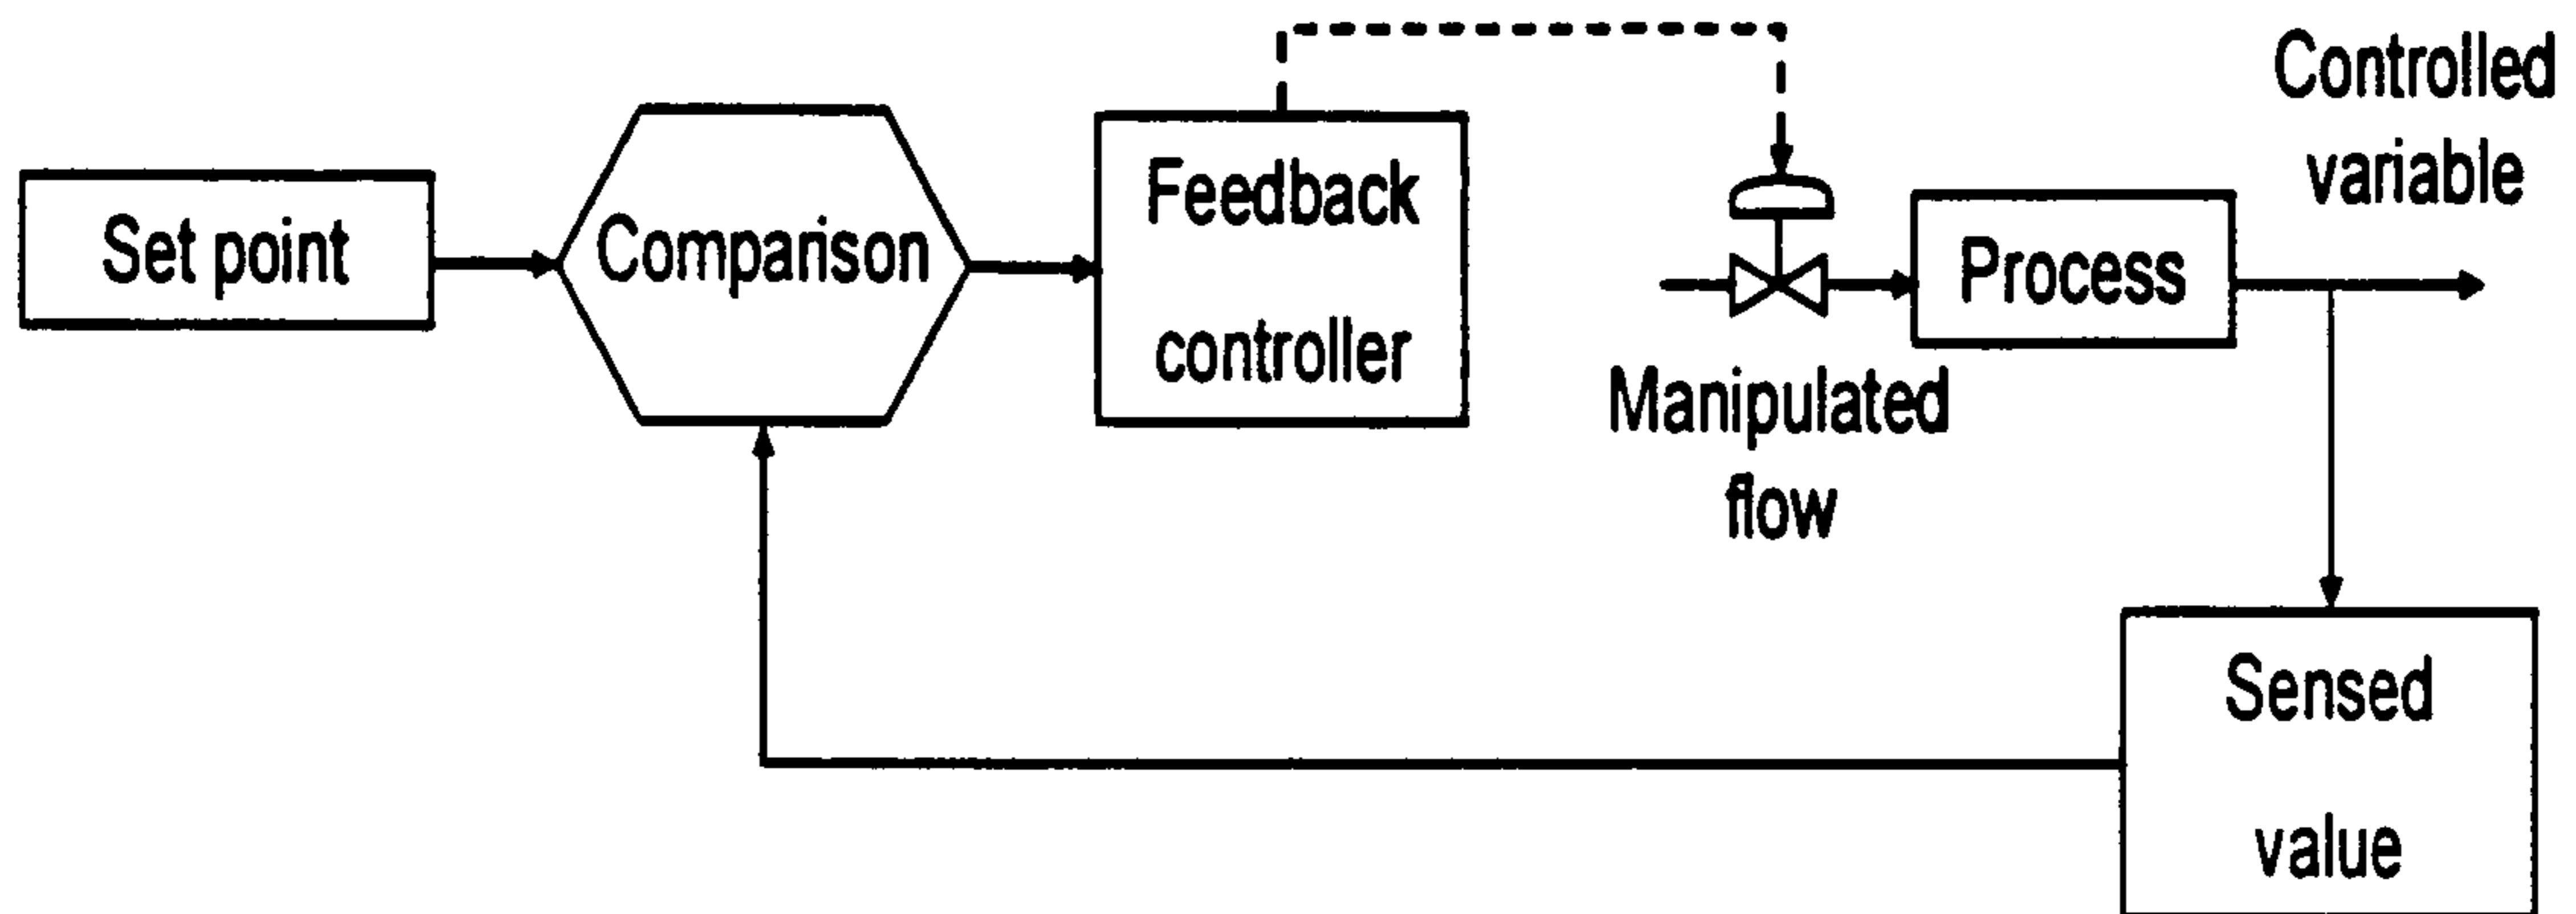 Set point
Comparison
Feedback
controller
Manipulated
flow
Process
Controlled
variable
Sensed
value